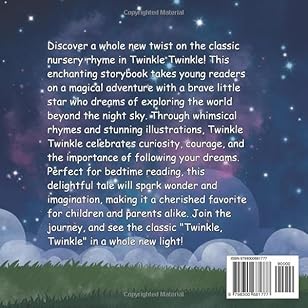 Discover a whole new twist on the classic
nursery rhyme in Twinkle Twinkle! This
enchanting storybook takes young readers
on a magical adventure with a brave little
star who dreams of exploring the world
beyond the night sky. Through whimsical
rhymes and stunning illustrations, Twinkle
Twinkle celebrates curiosity, courage, and
the importance of following your dreams.
Perfect for bedtime reading, this
delightful tale will spark wonder and
imagination, making it a cherished favorite
for children and parents alike. Join the
journey, and see the classic "Twinkle,
Twinkle" in a whole new light!
90000